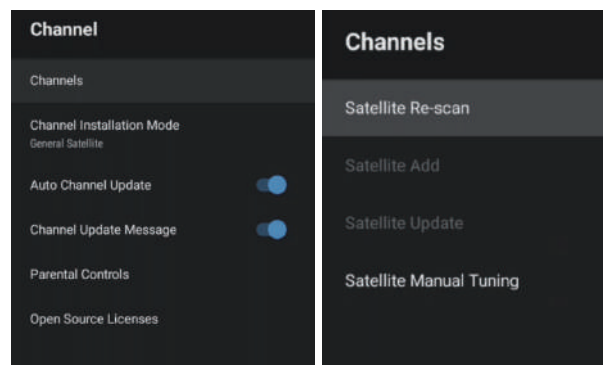 Channel
Channels
Channel Installation Mode
General Satellite
Auto Channel Update
Channel Update Message
Parental Controls
Open Source Licenses
Channels
Satellite Re-scan
Satellite Add
Satellite Update
Satellite Manual Tuning